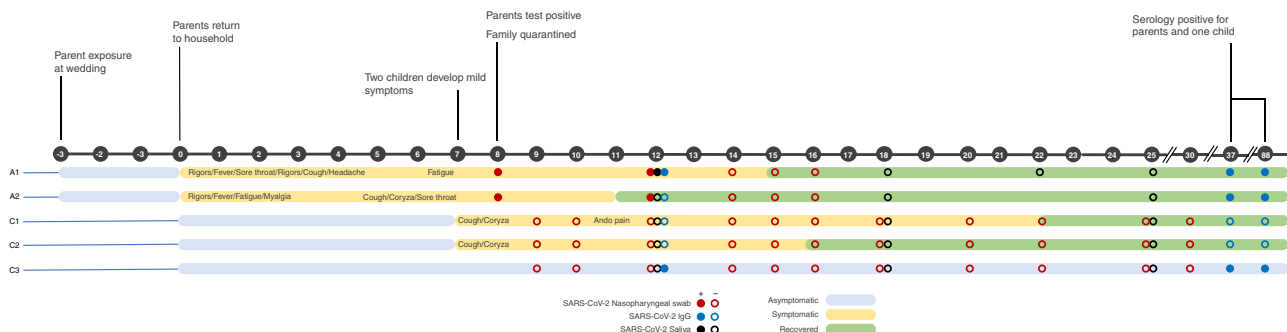 Parents test positive
Family quarantined
Serology positive for
parents and one child
Parents return
to household
Parent exposure
at wedding
Two children develop mild
symptoms
-3 -2 -3 0 1 2 3 4 5 6 7 8 9 10 11 12 13 14 15 16 17 18 19 20 21 22 23 24 25 30 37 88
A1 Rigors/Fever/Sore throat/Rigors/Cough/Headache Fatigue
A2 Rigors/Fever/Fatigue/Myalgia Cough/Coryza/Sore throat
C1 Cough/Coryza Ando pain
C2 Cough/Coryza
C3
+ −
SARS-CoV-2 Nasopharyngeal swab
SARS-CoV-2 IgG
SARS-CoV-2 Saliva
Asymptomatic
Symptomatic
Recovered